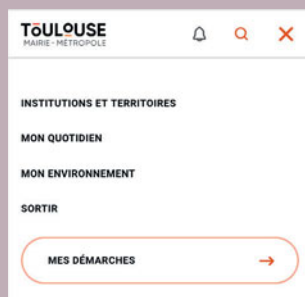 TOULOUSE
MAIRIE - MÉTROPOLE
INSTITUTIONS ET TERRITOIRES
MON QUOTIDIEN
MON ENVIRONNEMENT
SORTIR
MES DÉMARCHES